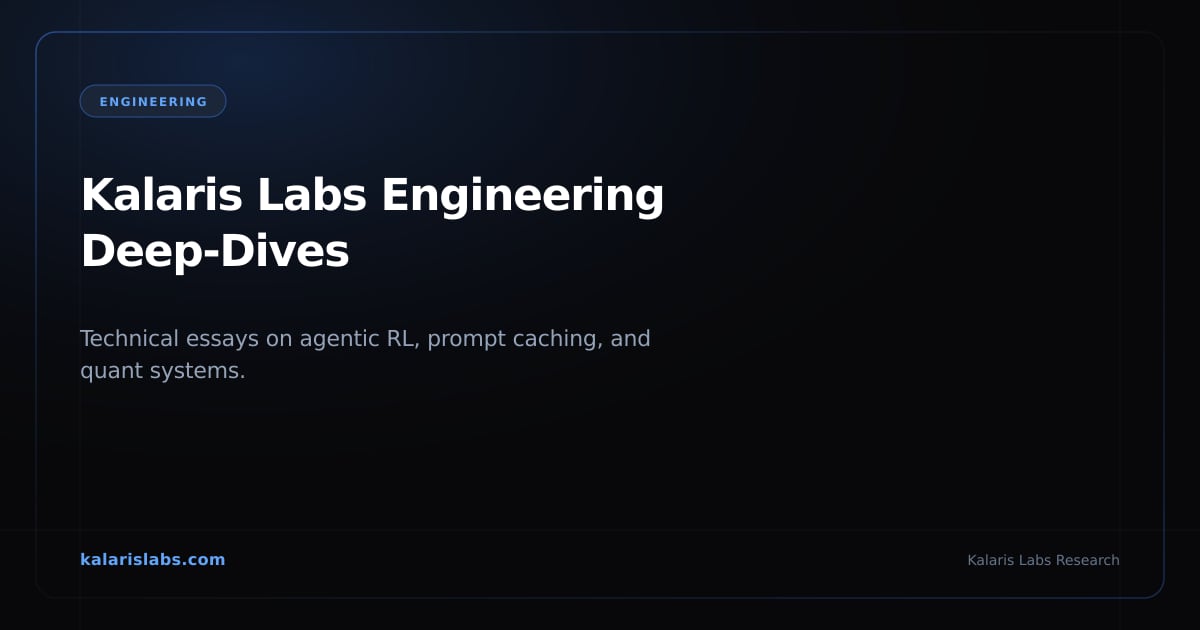 ENGINEERING
Kalaris Labs Engineering
Deep-Dives
Technical essays on agentic RL, prompt caching, and
quant systems.
kalarislabs.com
Kalaris Labs Research